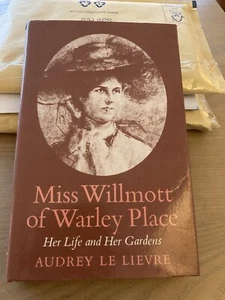 Miss Willmott
of Warley Place
Her Life and Her Gardens
AUDREY LE LIEVRE